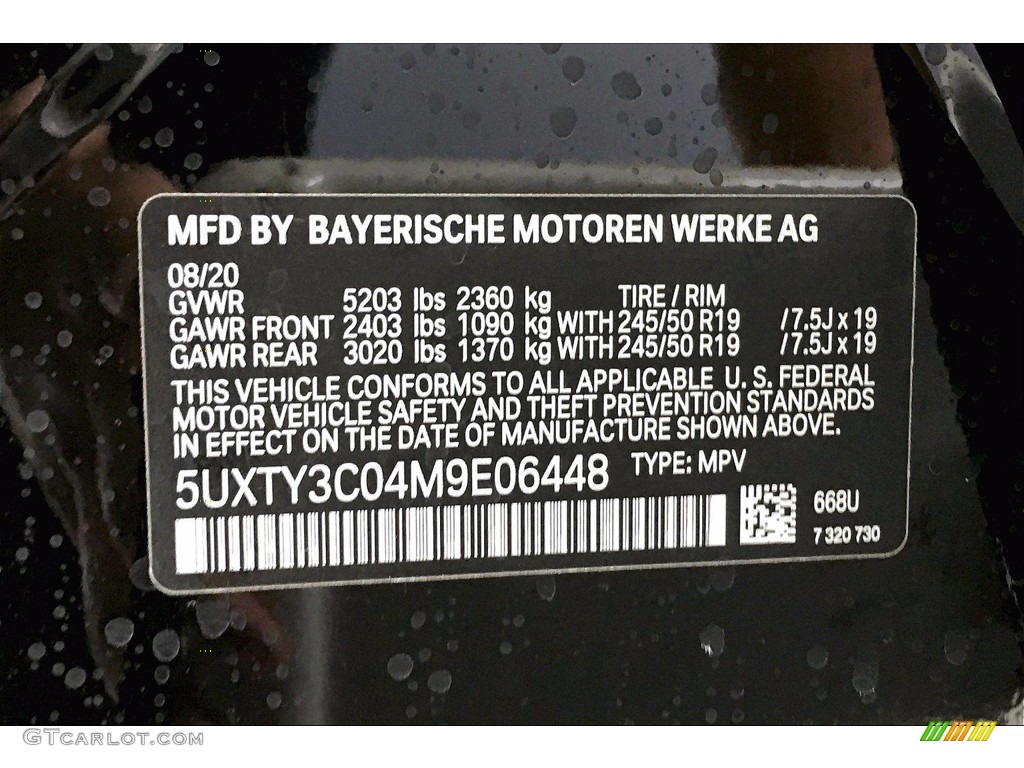 MFD BY BAYERISCHE MOTOREN WERKE AG
08/20
GVWR 5203 lbs 2360 kg TIRE / RIM
GAWR FRONT 2403 lbs 1090 kg WITH 245/50 R19 /7.5J x 19
GAWR REAR 3020 lbs 1370 kg WITH 245/50 R19 /7.5J x 19
THIS VEHICLE CONFORMS TO ALL APPLICABLE U. S. FEDERAL
MOTOR VEHICLE SAFETY AND THEFT PREVENTION STANDARDS
IN EFFECT ON THE DATE OF MANUFACTURE SHOWN ABOVE.
5UXTY3C04M9E06448 TYPE: MPV
668U
7 320 730
GTCARLOT.COM